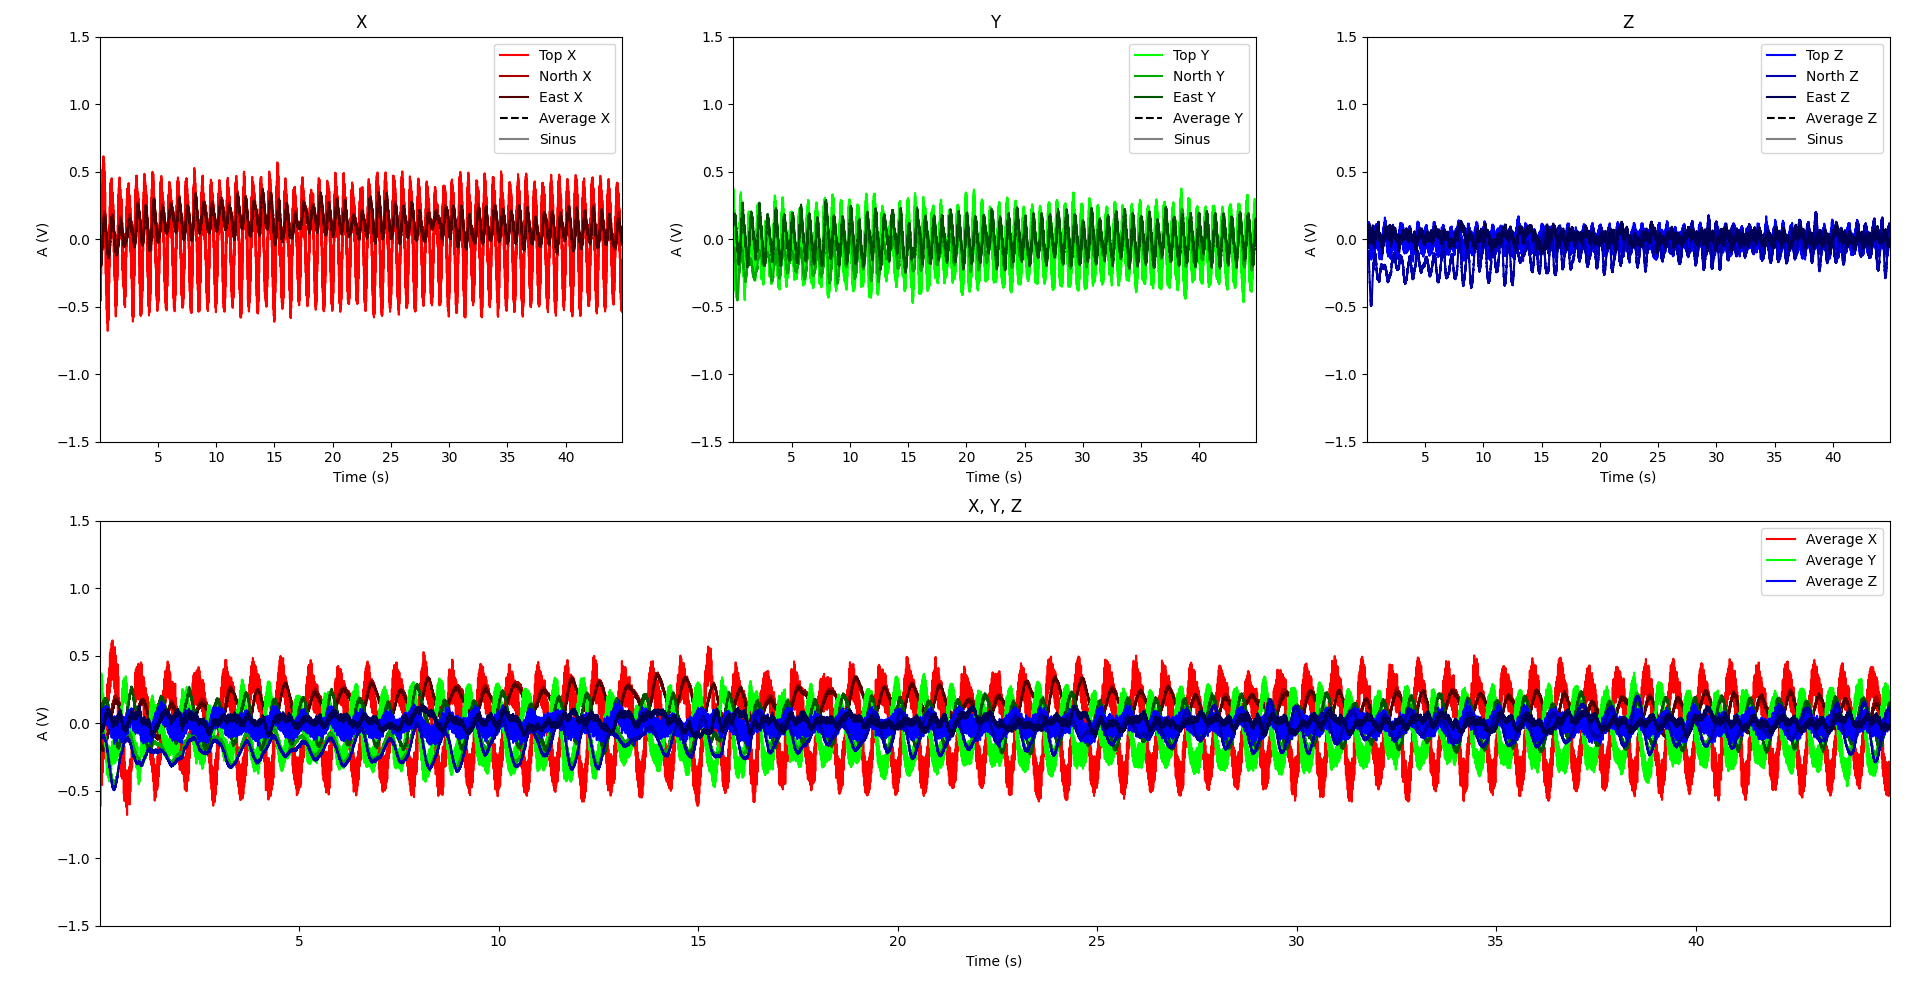 X
1.5
1.0
0.5
0.0
−0.5
−1.0
−1.5
A (V)
5 10 15 20 25 30 35 40
Time (s)
Top X
North X
East X
Average X
Sinus
Y
1.5
1.0
0.5
0.0
−0.5
−1.0
−1.5
A (V)
5 10 15 20 25 30 35 40
Time (s)
Top Y
North Y
East Y
Average Y
Sinus
Z
1.5
1.0
0.5
0.0
−0.5
−1.0
−1.5
A (V)
5 10 15 20 25 30 35 40
Time (s)
Top Z
North Z
East Z
Average Z
Sinus
X, Y, Z
1.5
1.0
0.5
0.0
−0.5
−1.0
−1.5
A (V)
5 10 15 20 25 30 35 40
Time (s)
Average X
Average Y
Average Z